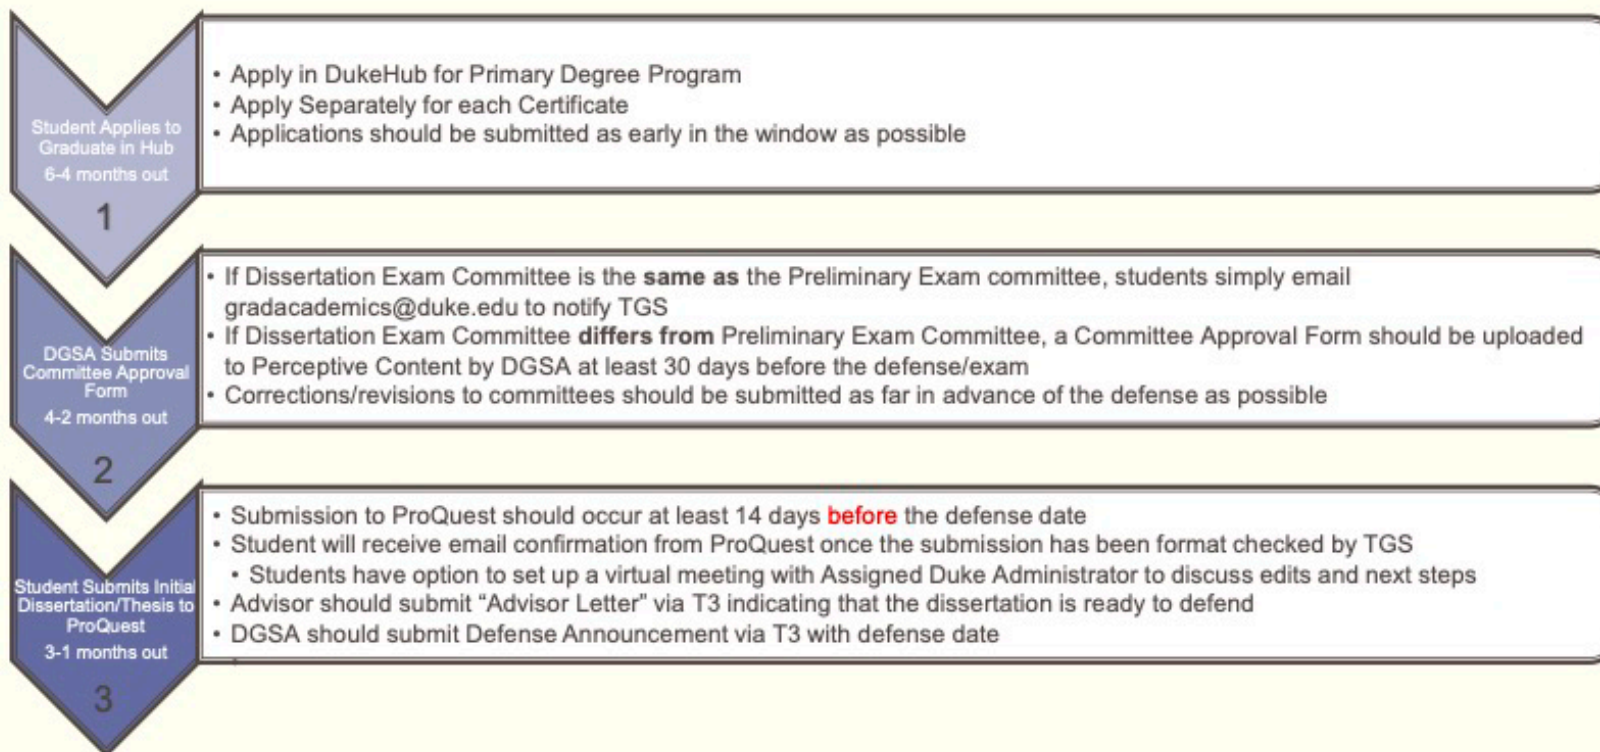 Student Applies to
Graduate in Hub
6-4 months out
1
• Apply in DukeHub for Primary Degree Program
• Apply Separately for each Certificate
• Applications should be submitted as early in the window as possible
DGSA Submits
Committee Approval
Form
4-2 months out
2
• If Dissertation Exam Committee is the same as the Preliminary Exam committee, students simply email
gradacademics@duke.edu to notify TGS
• If Dissertation Exam Committee differs from Preliminary Exam Committee, a Committee Approval Form should be uploaded
to Perceptive Content by DGSA at least 30 days before the defense/exam
• Corrections/revisions to committees should be submitted as far in advance of the defense as possible
Student Submits Initial
Dissertation/Thesis to
ProQuest
3-1 months out
3
• Submission to ProQuest should occur at least 14 days before the defense date
• Student will receive email confirmation from ProQuest once the submission has been format checked by TGS
• Students have option to set up a virtual meeting with Assigned Duke Administrator to discuss edits and next steps
• Advisor should submit “Advisor Letter” via T3 indicating that the dissertation is ready to defend
• DGSA should submit Defense Announcement via T3 with defense date